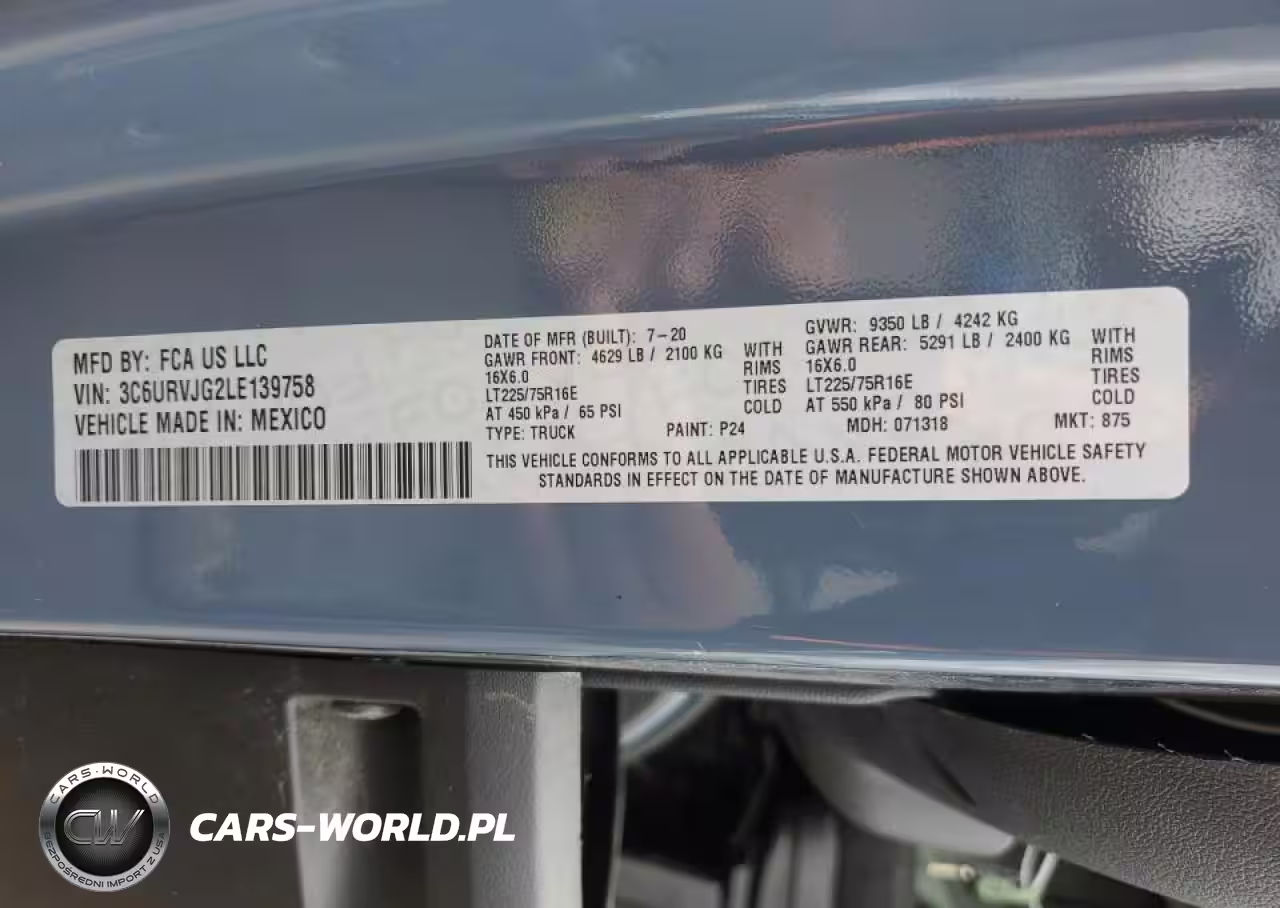 MFD BY: FCA US LLC
VIN: 3C6URVJG2LE139758
VEHICLE MADE IN: MEXICO
DATE OF MFR (BUILT): 7-20
GAWR FRONT: 4629 LB / 2100 KG WITH
16X6.0 RIMS
LT225/75R16E TIRES
AT 450 kPa / 65 PSI COLD
GVWR: 9350 LB / 4242 KG
GAWR REAR: 5291 LB / 2400 KG WITH
16X6.0 RIMS
LT225/75R16E TIRES
AT 550 kPa / 80 PSI COLD
TYPE: TRUCK PAINT: P24 MDH: 071318 MKT: 875
THIS VEHICLE CONFORMS TO ALL APPLICABLE U.S.A. FEDERAL MOTOR VEHICLE SAFETY
STANDARDS IN EFFECT ON THE DATE OF MANUFACTURE SHOWN ABOVE.
CARS-WORLD
CW
BEZPOŚREDNI IMPORT Z USA
CARS-WORLD.PL